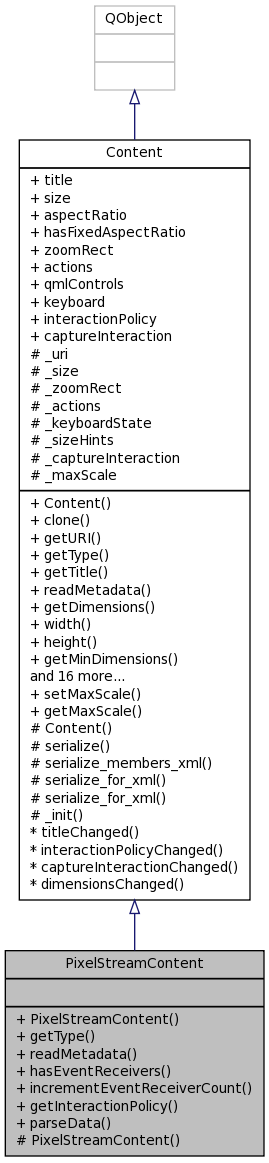 QObject
Content
+ title
+ size
+ aspectRatio
+ hasFixedAspectRatio
+ zoomRect
+ actions
+ qmlControls
+ keyboard
+ interactionPolicy
+ captureInteraction
# _uri
# _size
# _zoomRect
# _actions
# _keyboardState
# _sizeHints
# _captureInteraction
# _maxScale
+ Content()
+ clone()
+ getURI()
+ getType()
+ getTitle()
+ readMetadata()
+ getDimensions()
+ width()
+ height()
+ getMinDimensions()
and 16 more...
+ setMaxScale()
+ getMaxScale()
# Content()
# serialize()
# serialize_members_xml()
# serialize_for_xml()
# serialize_for_xml()
# _init()
* titleChanged()
* interactionPolicyChanged()
* captureInteractionChanged()
* dimensionsChanged()
PixelStreamContent
+ PixelStreamContent()
+ getType()
+ readMetadata()
+ hasEventReceivers()
+ incrementEventReceiverCount()
+ getInteractionPolicy()
+ parseData()
# PixelStreamContent()